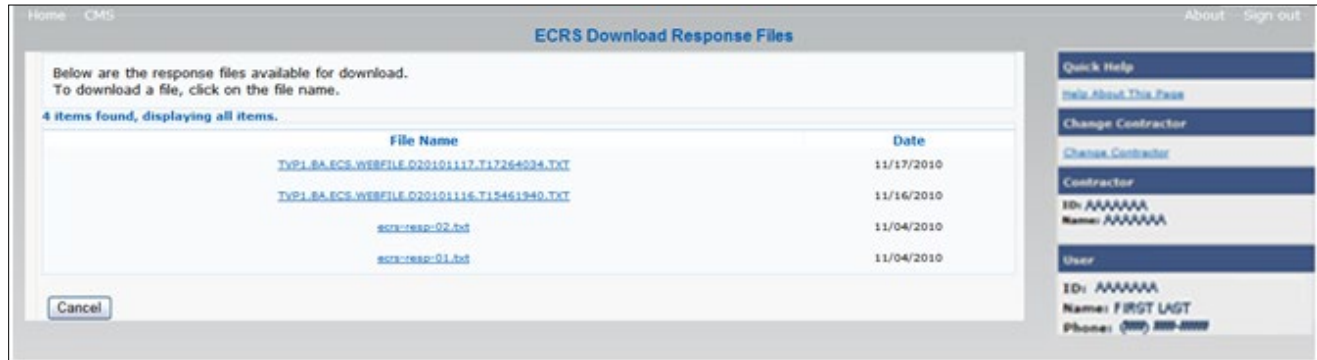 Home CMS About Sign out
ECRS Download Response Files
Below are the response files available for download.
To download a file, click on the file name.
4 items found, displaying all items.
File Name Date
TVP1.BA.ECS.WEBFILE.D20101117.T17264034.TXT 11/17/2010
TVP1.BA.ECS.WEBFILE.D20101116.T15461940.TXT 11/16/2010
ecrs-resp-02.txt 11/04/2010
ecrs-resp-01.txt 11/04/2010
Cancel
Quick Help
Help About This Page
Change Contractor
Change Contractor
Contractor
ID: AAAAAAA
Name: AAAAAAA
User
ID: AAAAAAA
Name: FIRST LAST
Phone: (###) ###-####